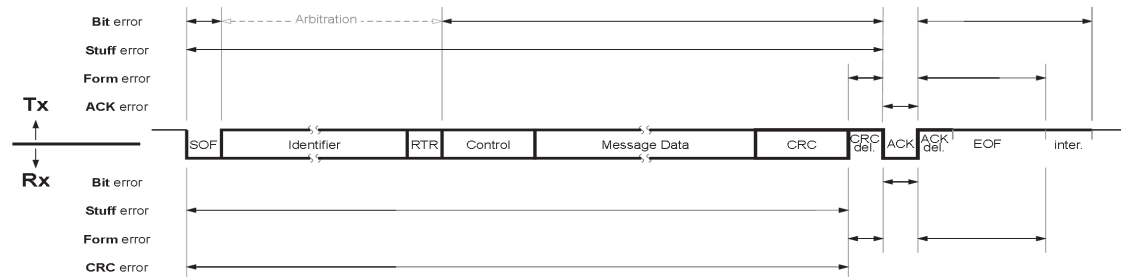 Bit error
Arbitration
Stuff error
Form error
ACK error
Tx
SOF Identifier RTR Control Message Data CRC CRC del. ACK ACK del. EOF inter.
Rx
Bit error
Stuff error
Form error
CRC error